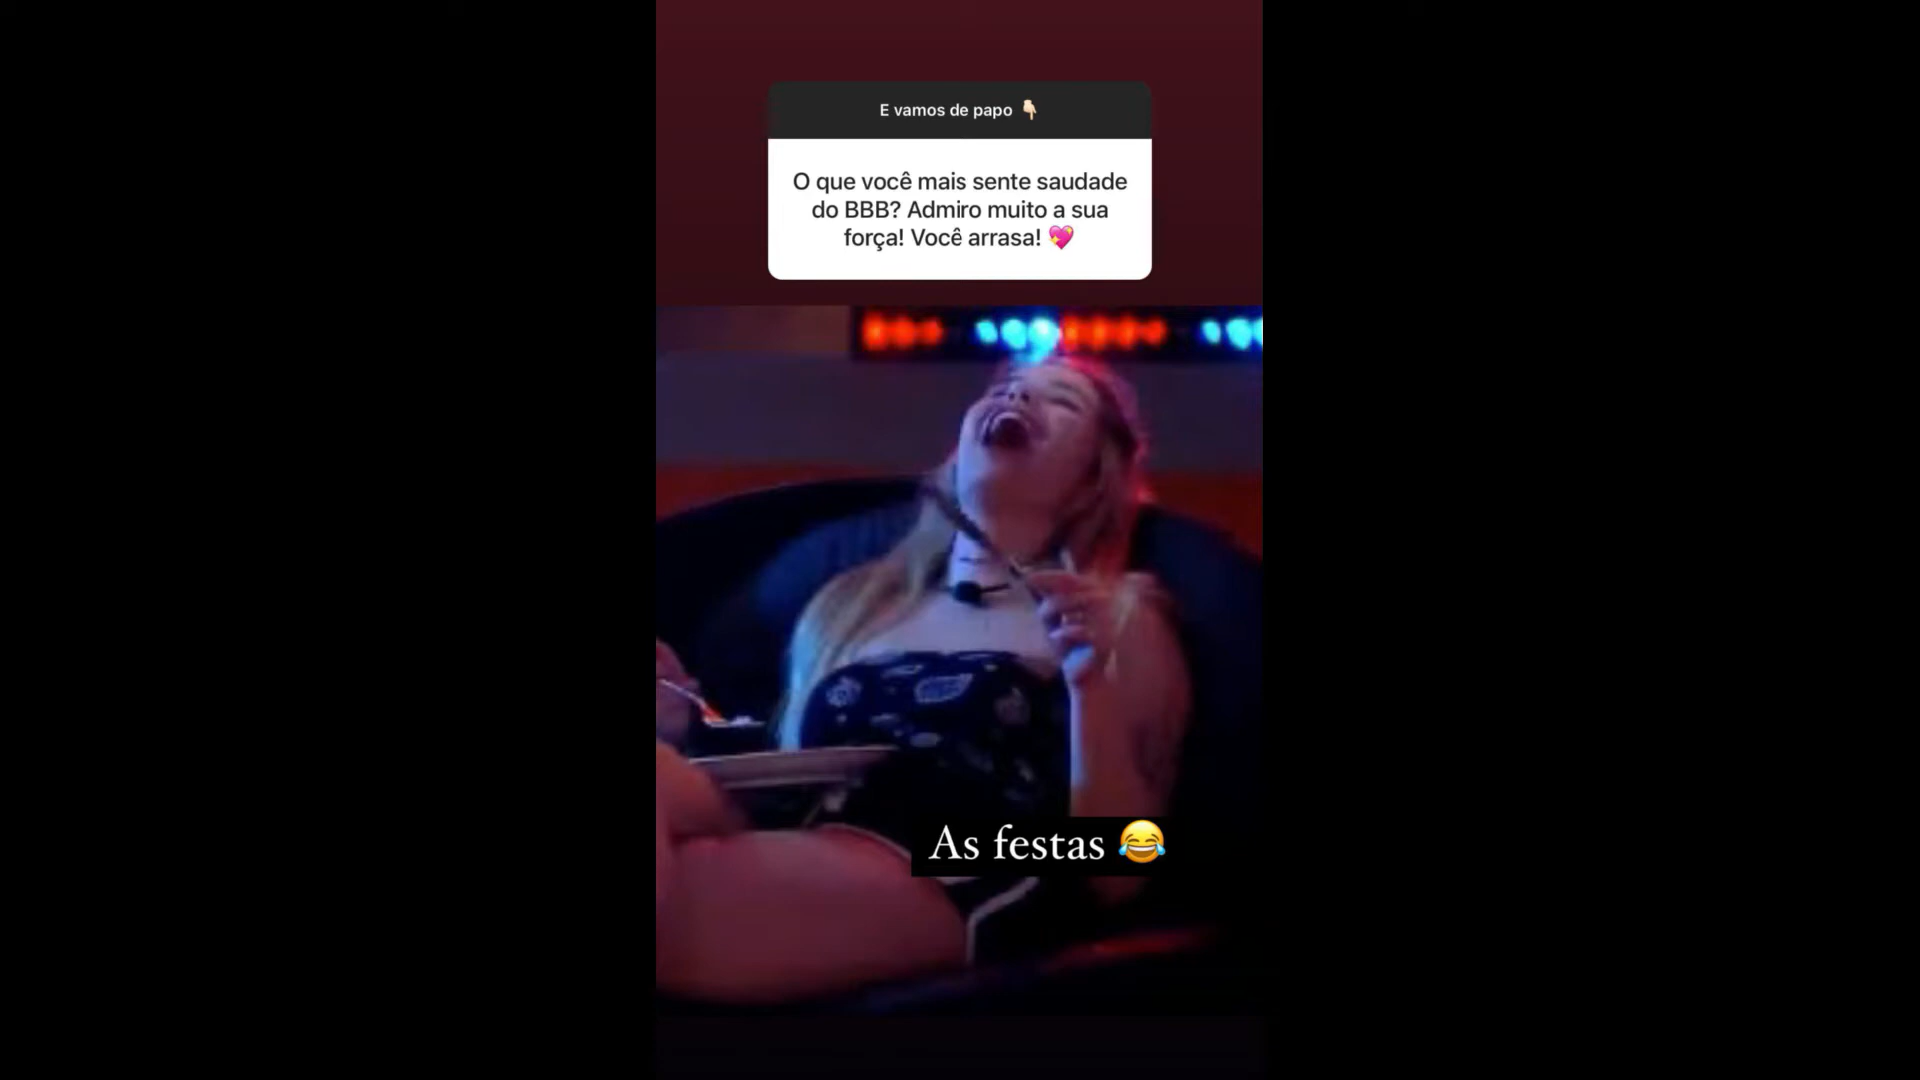 E vamos de papo 👇🏻
O que você mais sente saudade
do BBB? Admiro muito a sua
força! Você arrasa! 💖
As festas 😂